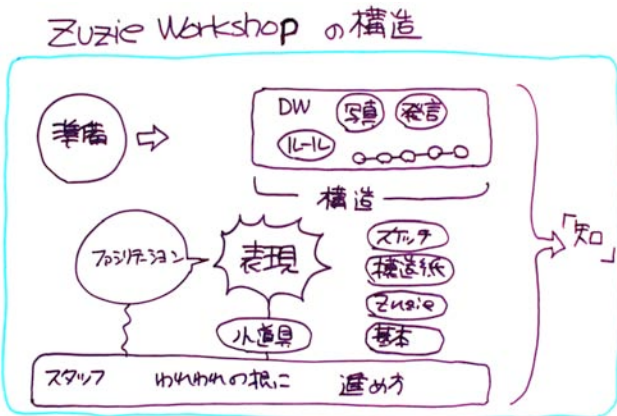 Zuzie Workshop の構造
準備
DW 写真 発言
ルール
構造
ファシリテーション
表現
スケッチ
模造紙
Zuzie
基本
小道具
「知」
スタッフ われわれの根に 進め方